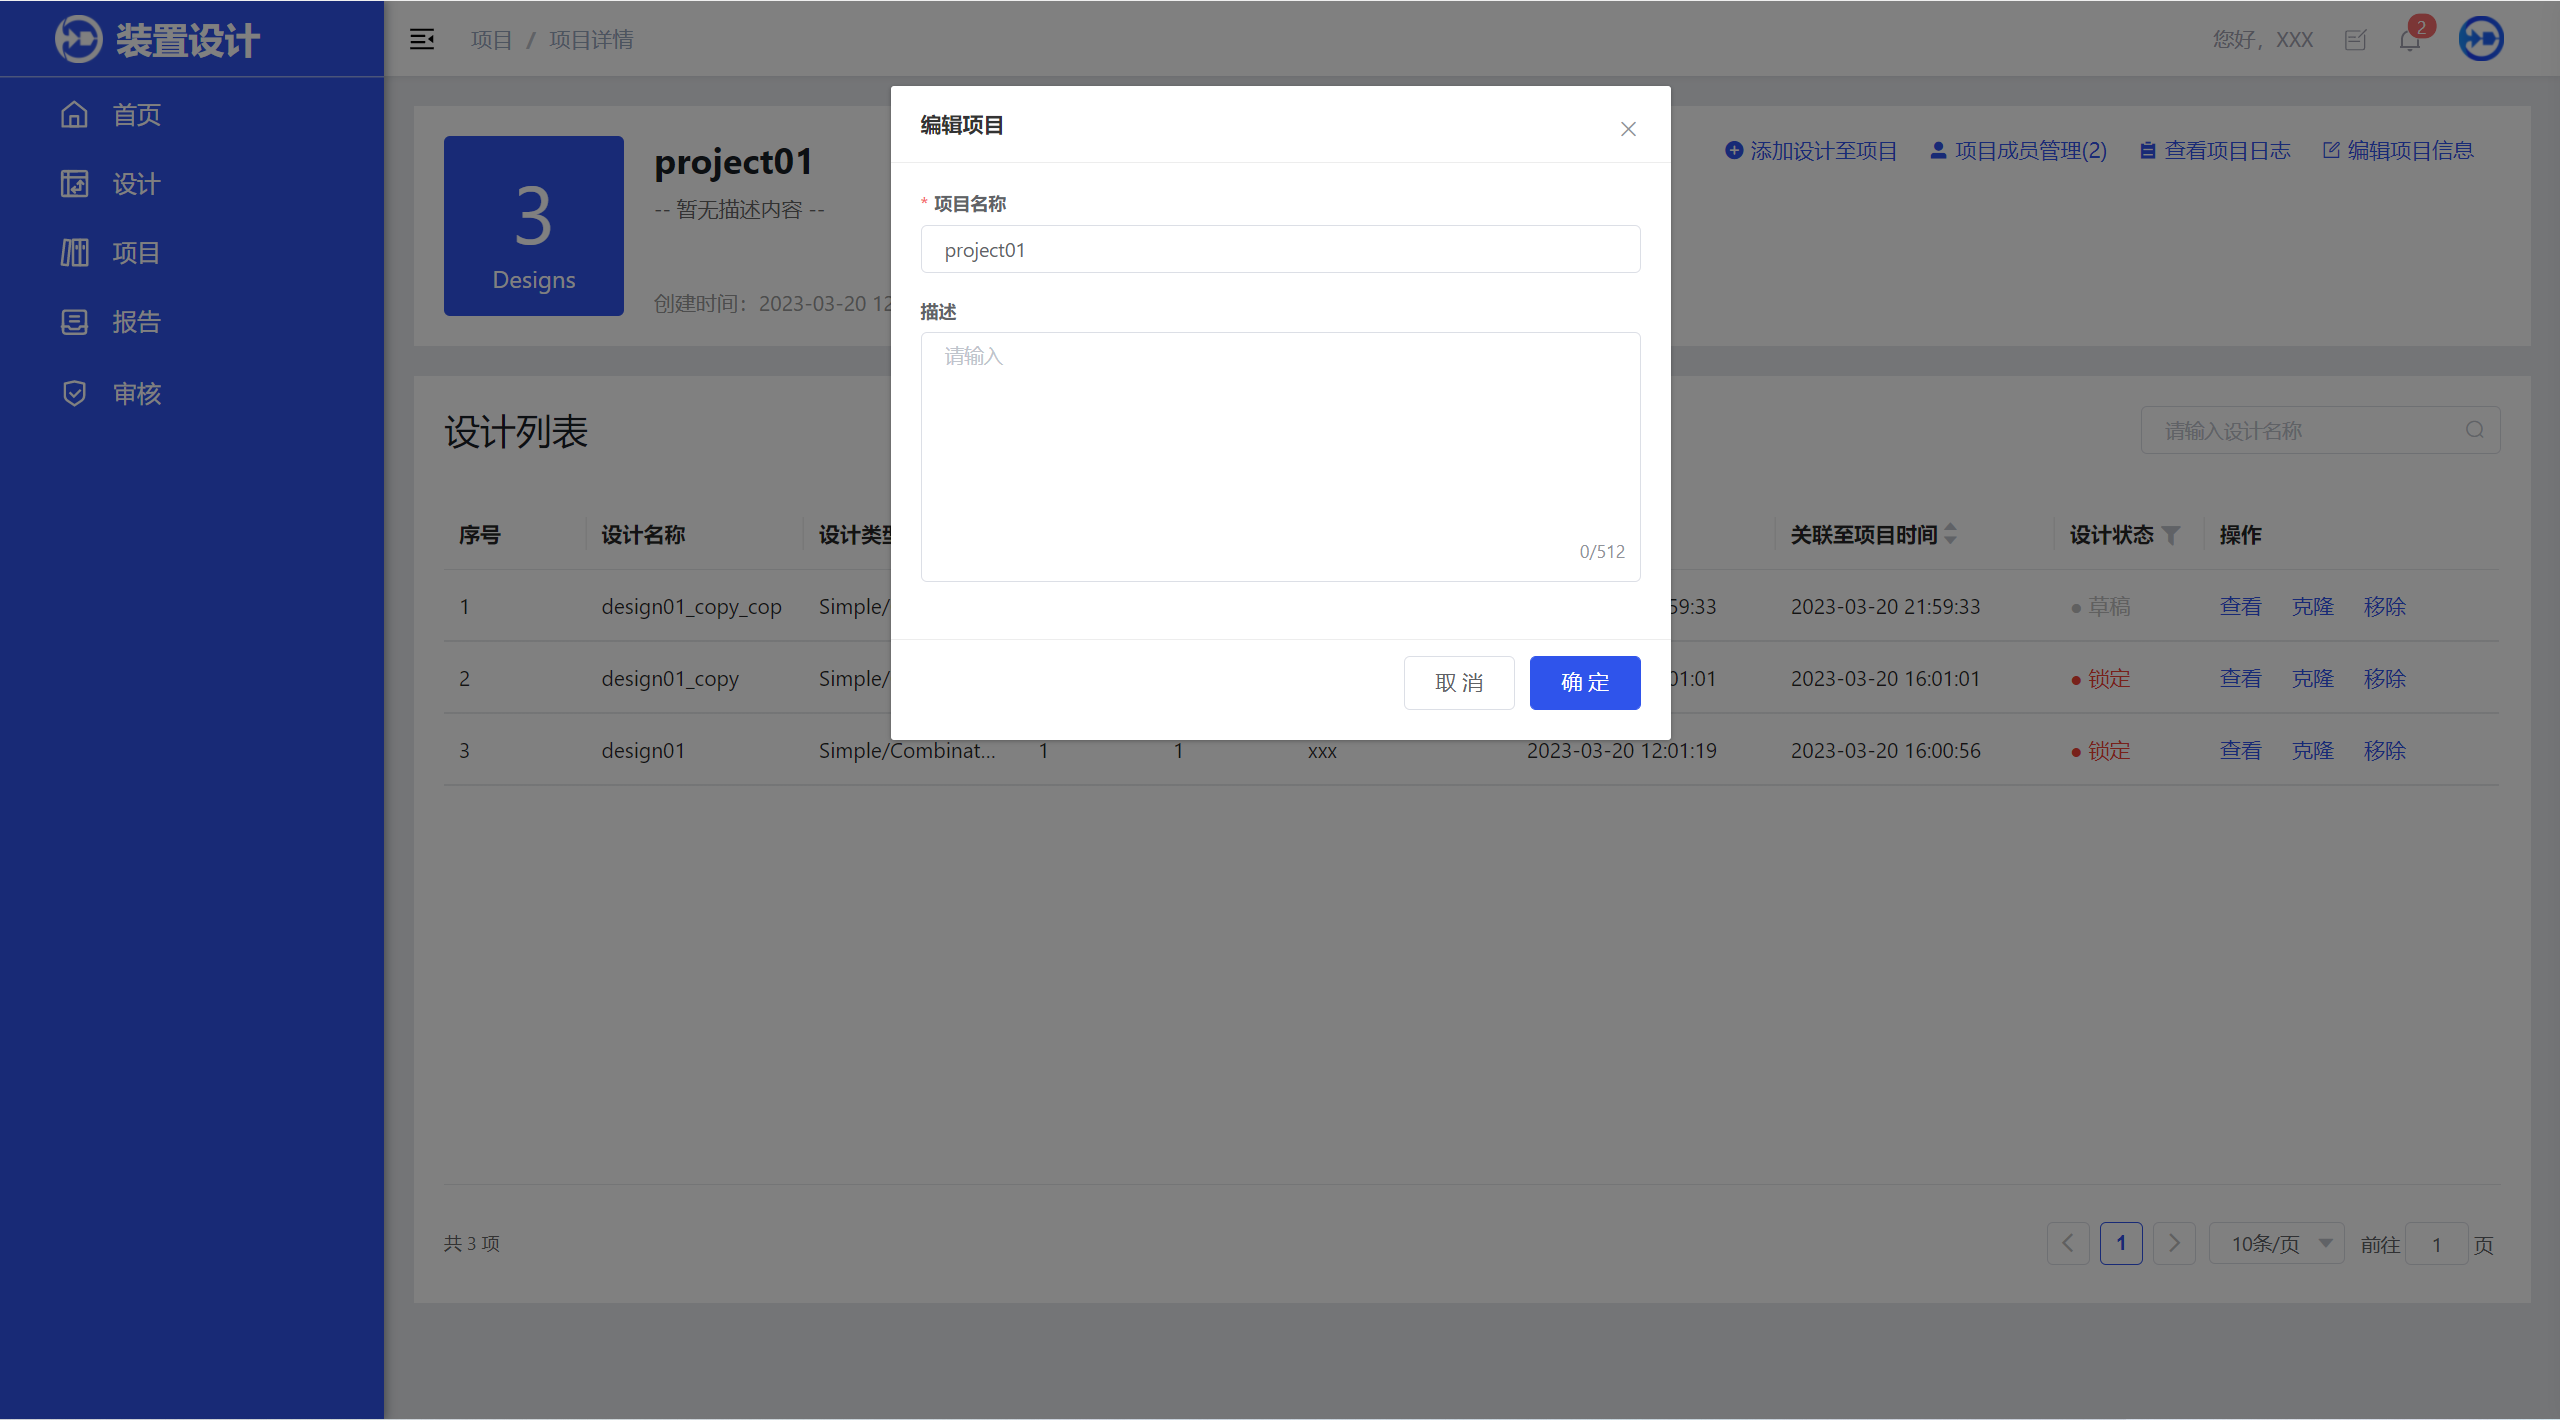 装置设计
项目 / 项目详情
您好，XXX
2
首页
设计
项目
报告
审核
3
Designs
project01
-- 暂无描述内容 --
创建时间：2023-03-20 12
添加设计至项目
项目成员管理(2)
查看项目日志
编辑项目信息
编辑项目
* 项目名称
project01
描述
请输入
0/512
取 消
确 定
设计列表
请输入设计名称
序号 设计名称 设计类型 关联至项目时间 设计状态 操作
1 design01_copy_cop Simple/ 59:33 2023-03-20 21:59:33 草稿 查看 克隆 移除
2 design01_copy Simple/ 01:01 2023-03-20 16:01:01 锁定 查看 克隆 移除
3 design01 Simple/Combinat... 1 1 xxx 2023-03-20 12:01:19 2023-03-20 16:00:56 锁定 查看 克隆 移除
共 3 项
1
10条/页
前往 1 页